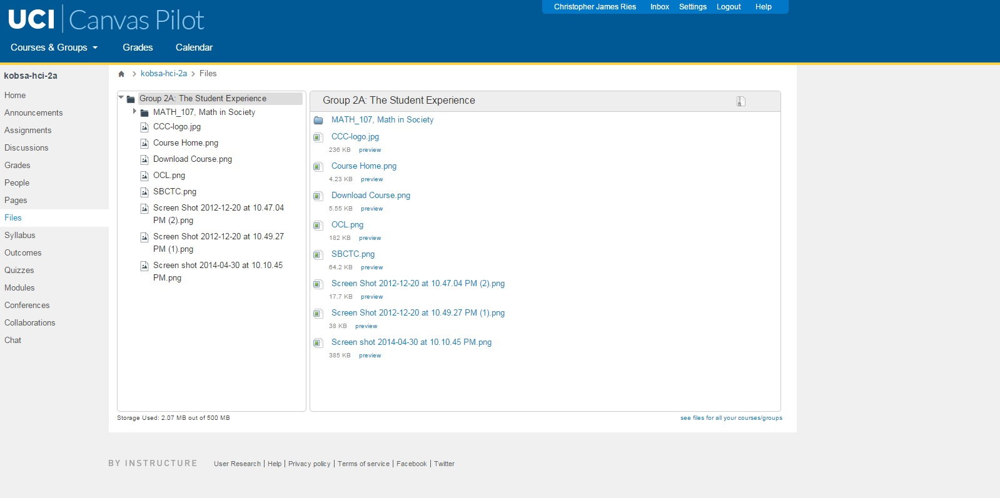 Christopher James Ries Inbox Settings Logout Help
UCI Canvas Pilot
Courses & Groups Grades Calendar
kobsa-hci-2a
Home
Announcements
Assignments
Discussions
Grades
People
Pages
Files
Syllabus
Outcomes
Quizzes
Modules
Conferences
Collaborations
Chat
kobsa-hci-2a Files
Group 2A: The Student Experience
MATH_107, Math in Society
CCC-logo.jpg
Course Home.png
Download Course.png
OCL.png
SBCTC.png
Screen Shot 2012-12-20 at 10.47.04
PM (2).png
Screen Shot 2012-12-20 at 10.49.27
PM (1).png
Screen shot 2014-04-30 at 10.10.45
PM.png
Group 2A: The Student Experience
MATH_107, Math in Society
CCC-logo.jpg
236 KB preview
Course Home.png
4.23 KB preview
Download Course.png
5.55 KB preview
OCL.png
182 KB preview
SBCTC.png
64.2 KB preview
Screen Shot 2012-12-20 at 10.47.04 PM (2).png
17.7 KB preview
Screen Shot 2012-12-20 at 10.49.27 PM (1).png
38 KB preview
Screen shot 2014-04-30 at 10.10.45 PM.png
385 KB preview
Storage Used: 2.07 MB out of 500 MB
see files for all your courses/groups
BY INSTRUCTURE User Research | Help | Privacy policy | Terms of service | Facebook | Twitter